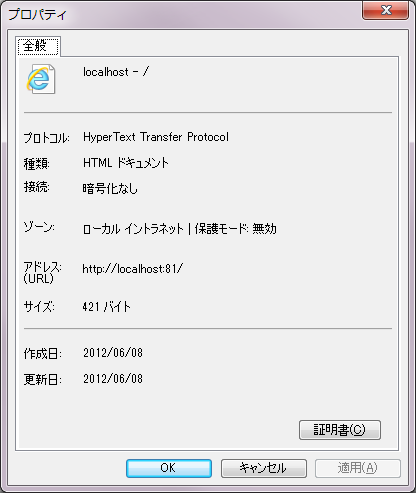 プロパティ
全般
localhost - /
プロトコル: HyperText Transfer Protocol
種類: HTML ドキュメント
接続: 暗号化なし
ゾーン: ローカル イントラネット | 保護モード: 無効
アドレス: http://localhost:81/
(URL)
サイズ: 421 バイト
作成日: 2012/06/08
更新日: 2012/06/08
証明書(C)
OK キャンセル 適用(A)